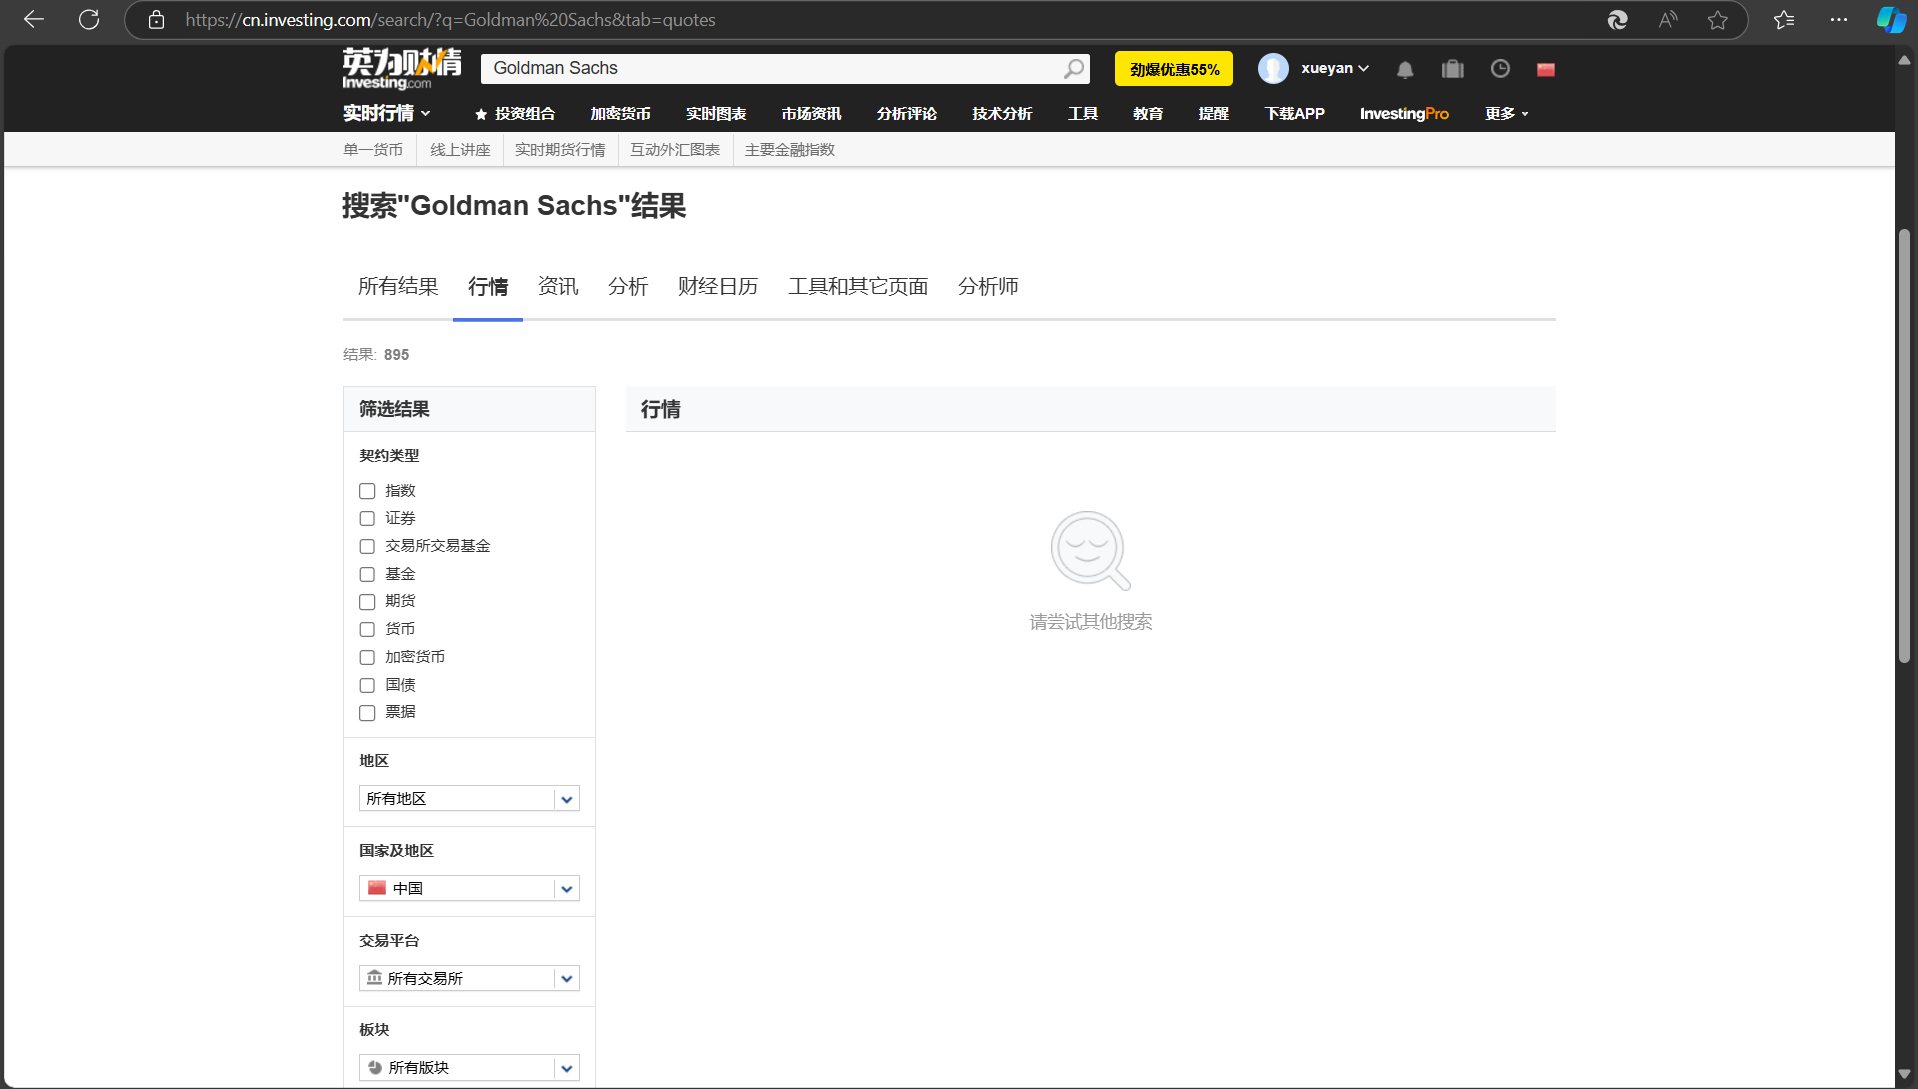 https://cn.investing.com/search/?q=Goldman%20Sachs&tab=quotes
英为财情
Investing.com
Goldman Sachs
劲爆优惠55%
xueyan
实时行情
投资组合
加密货币
实时图表
市场资讯
分析评论
技术分析
工具
教育
提醒
下载APP
InvestingPro
更多
单一货币
线上讲座
实时期货行情
互动外汇图表
主要金融指数
搜索"Goldman Sachs"结果
所有结果
行情
资讯
分析
财经日历
工具和其它页面
分析师
结果: 895
筛选结果
行情
契约类型
指数
证券
交易所交易基金
基金
期货
货币
加密货币
国债
票据
请尝试其他搜索
地区
所有地区
国家及地区
中国
交易平台
所有交易所
板块
所有版块